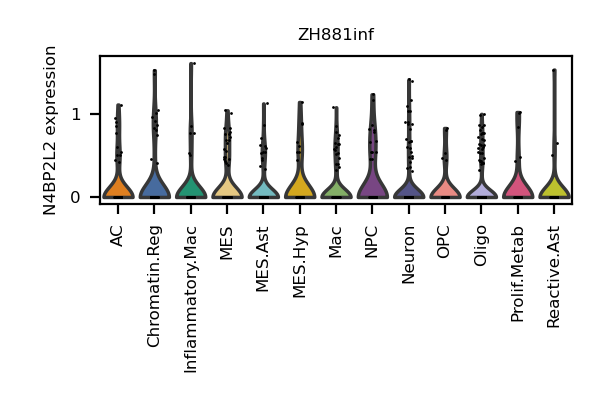 ZH881inf
N4BP2L2 expression
1
0
AC
Chromatin.Reg
Inflammatory.Mac
MES
MES.Ast
MES.Hyp
Mac
NPC
Neuron
OPC
Oligo
Prolif.Metab
Reactive.Ast